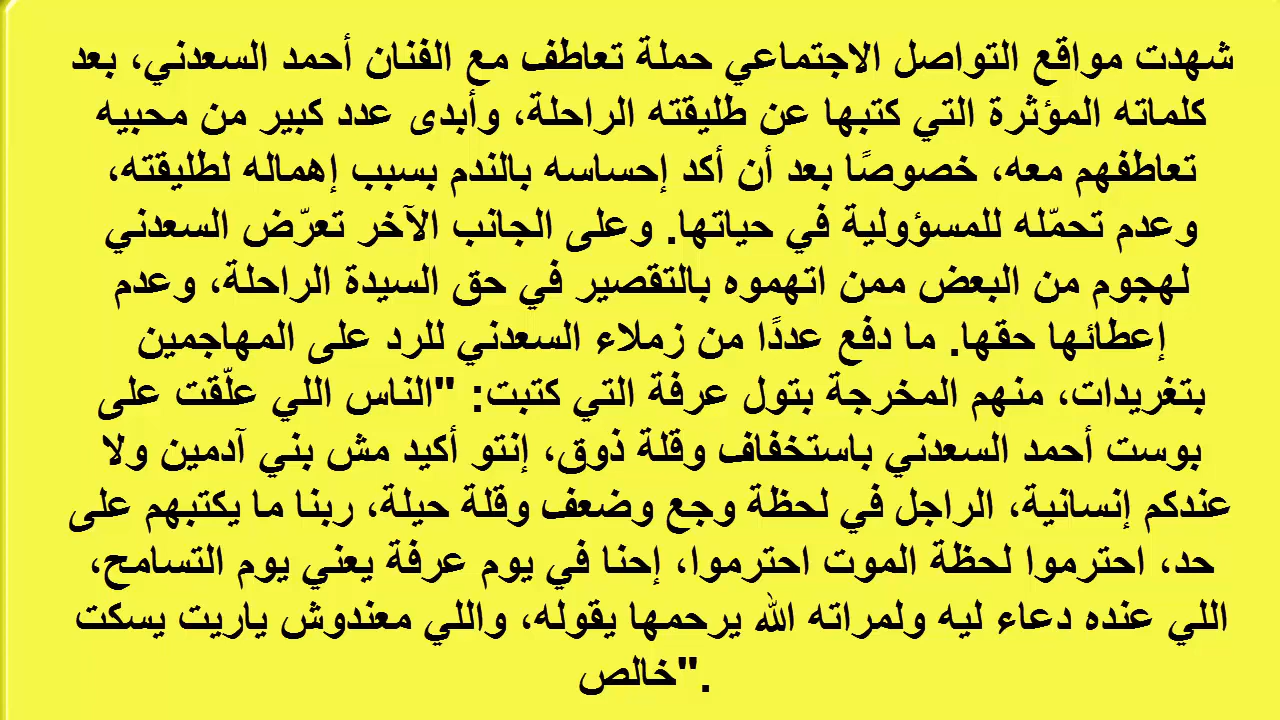 شهدت مواقع التواصل الاجتماعي حملة تعاطف مع الفنان أحمد السعدني، بعد
كلماته المؤثرة التي كتبها عن طليقته الراحلة، وأبدى عدد كبير من محبيه
تعاطفهم معه، خصوصًا بعد أن أكد إحساسه بالندم بسبب إهماله لطليقته،
وعدم تحمّله للمسؤولية في حياتها. وعلى الجانب الآخر تعرّض السعدني
لهجوم من البعض ممن اتهموه بالتقصير في حق السيدة الراحلة، وعدم
إعطائها حقها. ما دفع عددًا من زملاء السعدني للرد على المهاجمين
بتغريدات، منهم المخرجة بتول عرفة التي كتبت: "الناس اللي علّقت على
بوست أحمد السعدني باستخفاف وقلة ذوق، إنتو أكيد مش بني آدمين ولا
عندكم إنسانية، الراجل في لحظة وجع وضعف وقلة حيلة، ربنا ما يكتبهم على
حد، احترموا لحظة الموت احترموا، إحنا في يوم عرفة يعني يوم التسامح،
اللي عنده دعاء ليه ولمراته الله يرحمها يقوله، واللي معندوش ياريت يسكت
خالص".